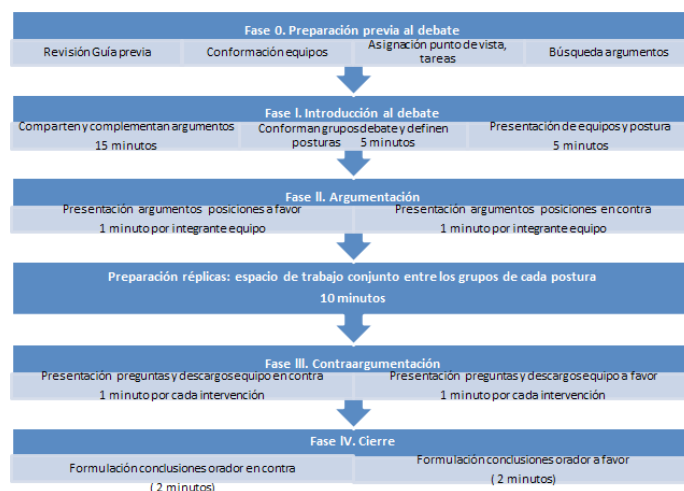 Fase 0. Preparación previa al debate
Revisión Guía previa
Conformación equipos
Asignación punto de vista,
tareas
Búsqueda argumentos
Fase I. Introducción al debate
Comparten y complementan argumentos
15 minutos
Conforman grupos debate y definen
posturas 5 minutos
Presentación de equipos y postura
5 minutos
Fase II. Argumentación
Presentación argumentos posiciones a favor
1 minuto por integrante equipo
Presentación argumentos posiciones en contra
1 minuto por integrante equipo
Preparación réplicas: espacio de trabajo conjunto entre los grupos de cada postura
10 minutos
Fase III. Contraargumentación
Presentación preguntas y descargos equipo en contra
1 minuto por cada intervención
Presentación preguntas y descargos equipo a favor
1 minuto por cada intervención
Fase IV. Cierre
Formulación conclusiones orador en contra
( 2 minutos)
Formulación conclusiones orador a favor
( 2 minutos)